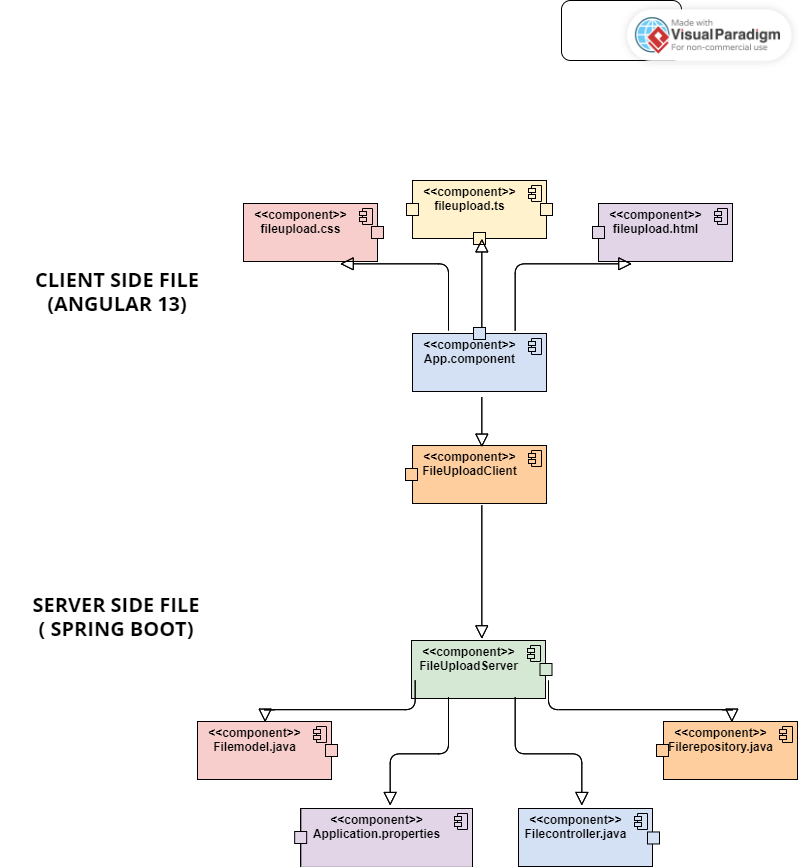 Made with
VisualParadigm
For non-commercial use
<<component>>
fileupload.ts
<<component>>
fileupload.css
<<component>>
fileupload.html
CLIENT SIDE FILE
(ANGULAR 13)
<<component>>
App.component
<<component>>
FileUploadClient
SERVER SIDE FILE
( SPRING BOOT)
<<component>>
FileUploadServer
<<component>>
Filemodel.java
<<component>>
Filerepository.java
<<component>>
Application.properties
<<component>>
Filecontroller.java